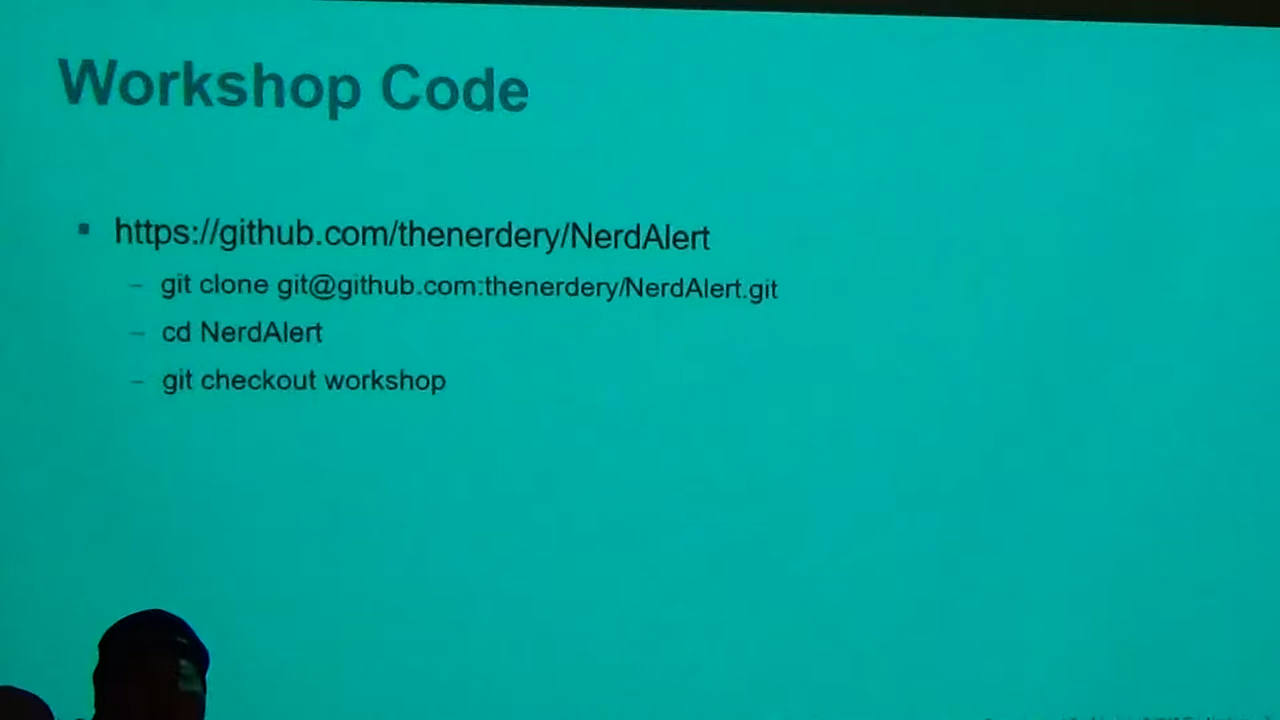 Workshop Code
https://github.com/thenerdery/NerdAlert
git clone git@github.com:thenerdery/NerdAlert.git
cd NerdAlert
git checkout workshop